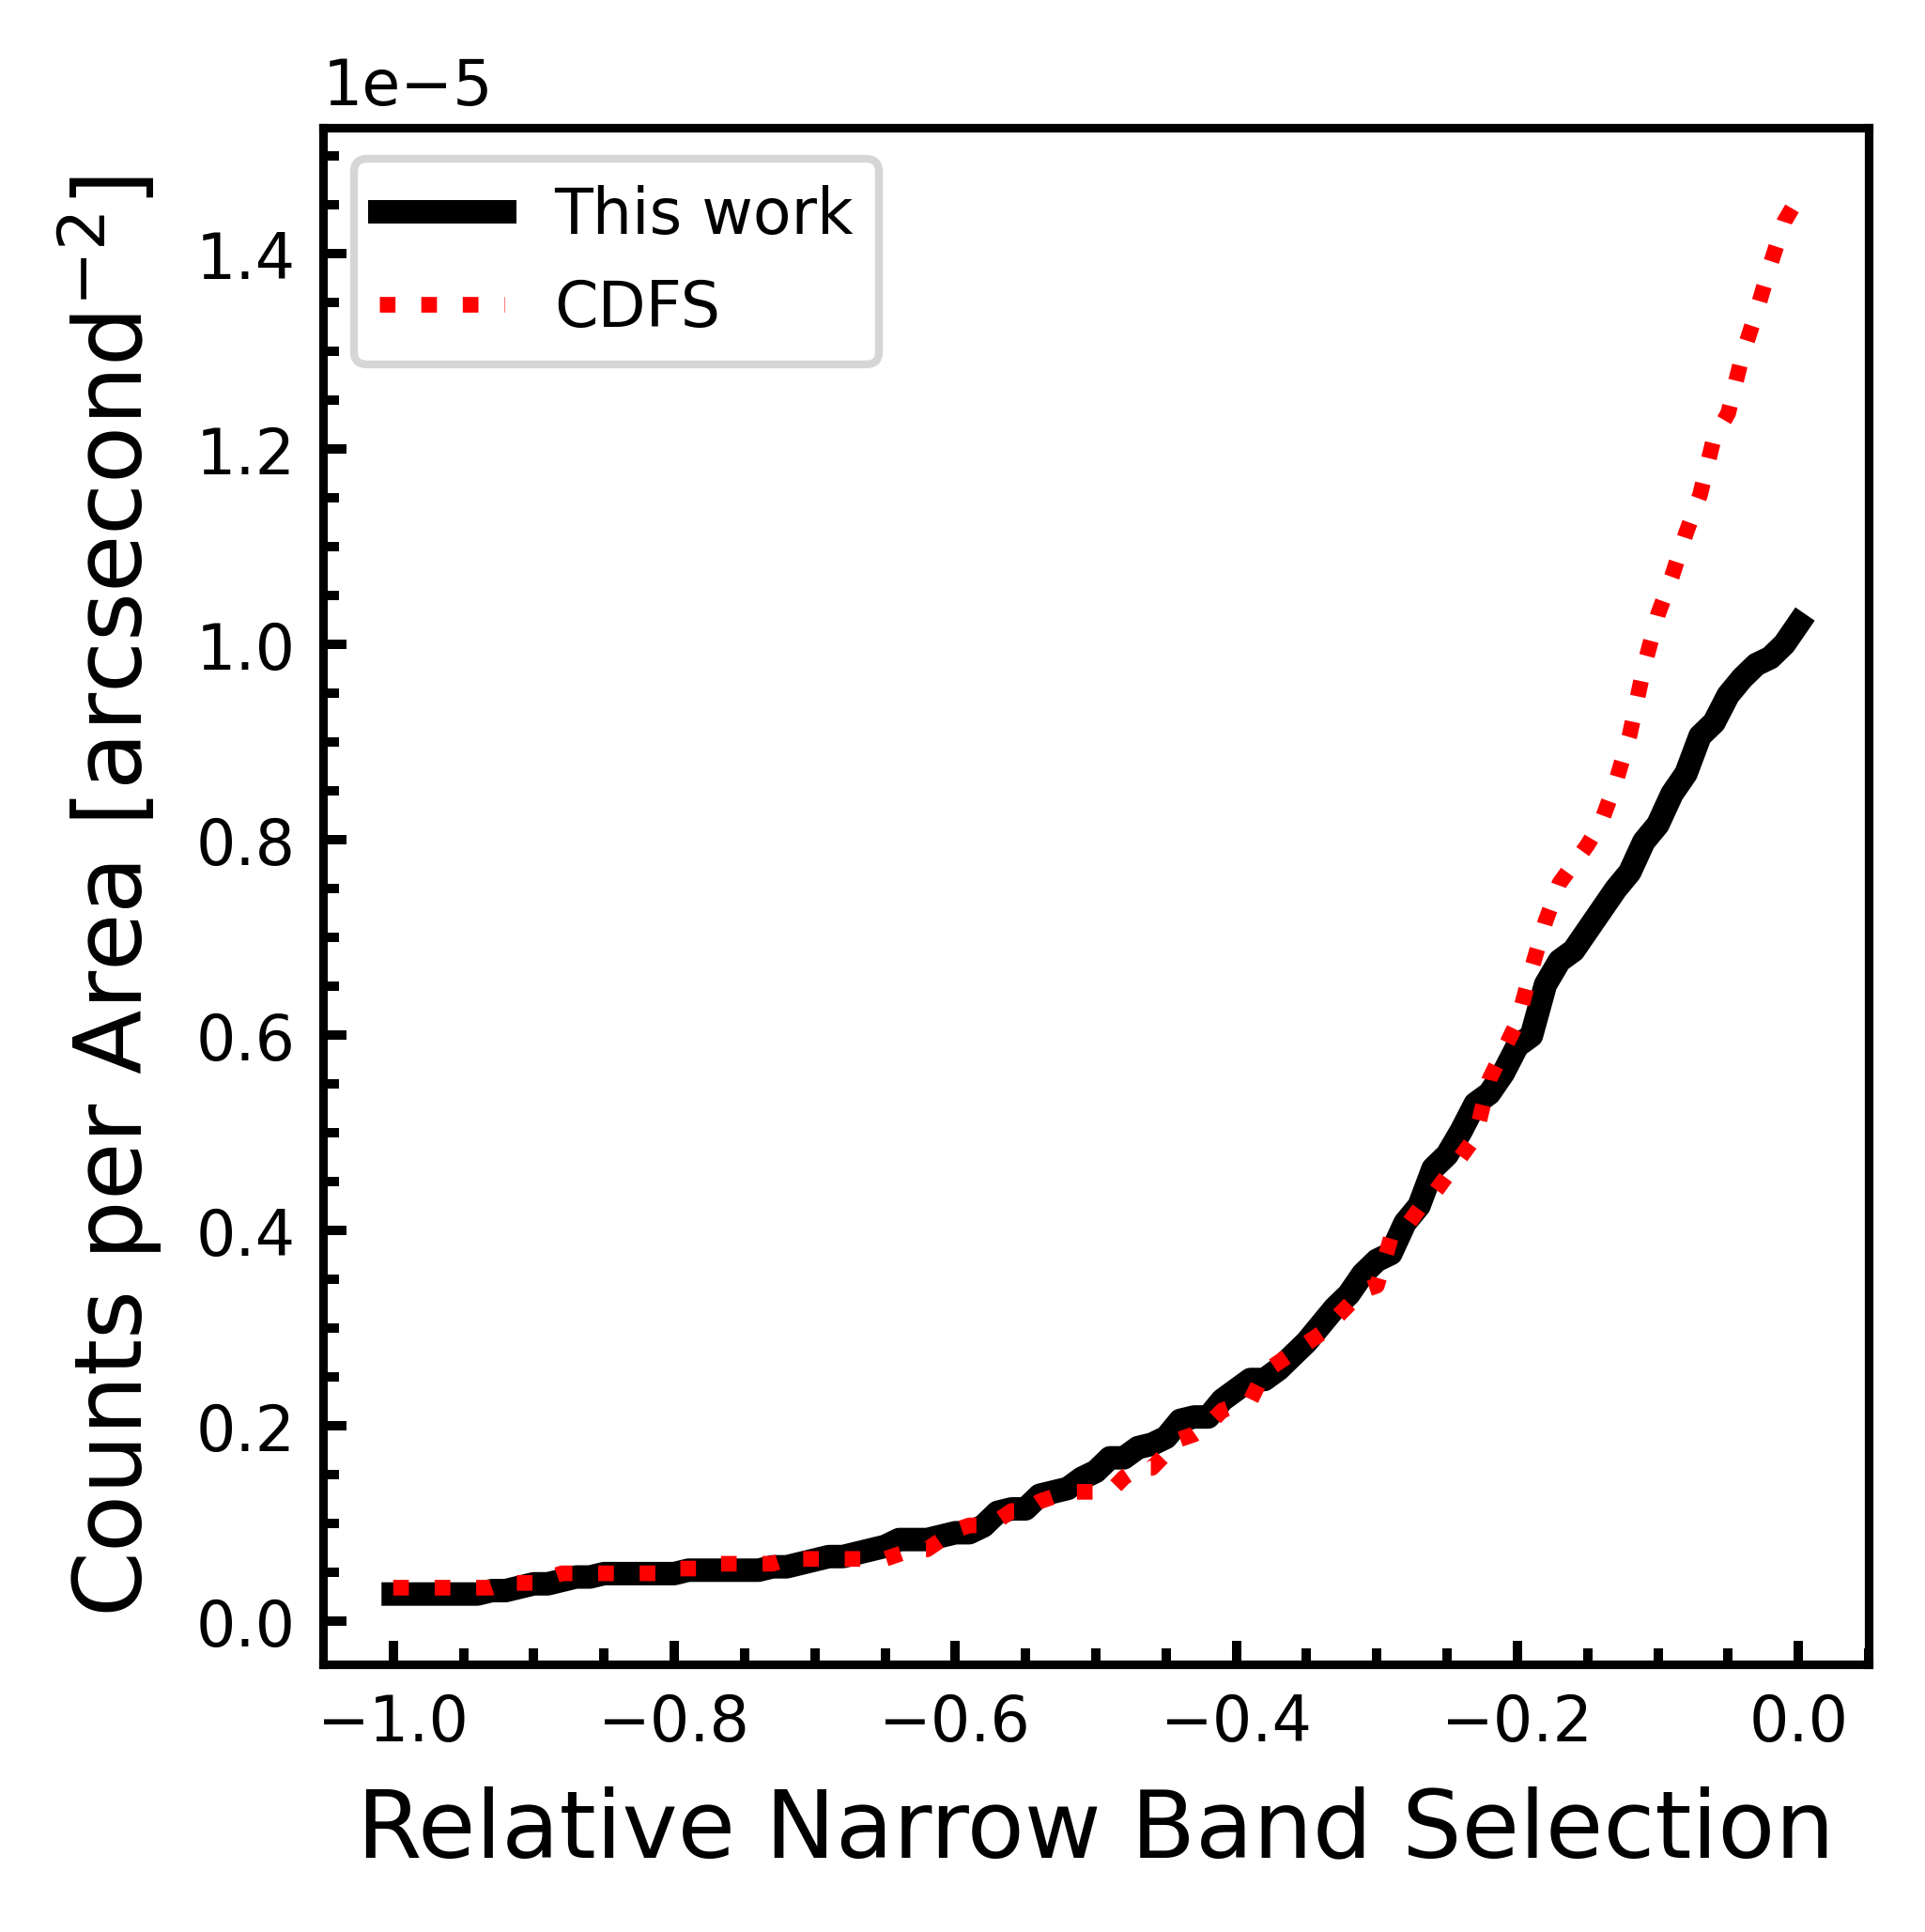 1e−5
Counts per Area [arcsecond⁻²]
1.4
1.2
1.0
0.8
0.6
0.4
0.2
0.0
This work
CDFS
−1.0 −0.8 −0.6 −0.4 −0.2 0.0
Relative Narrow Band Selection